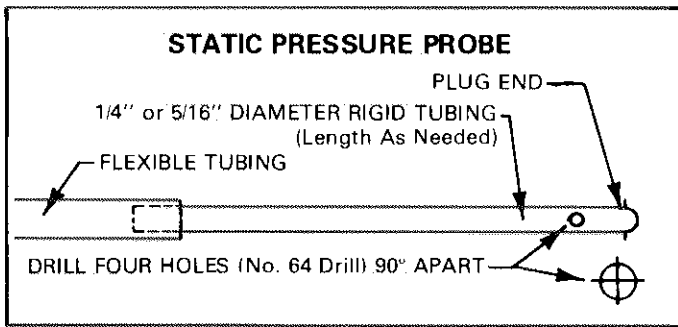 STATIC PRESSURE PROBE
PLUG END
1/4" or 5/16" DIAMETER RIGID TUBING
(Length As Needed)
FLEXIBLE TUBING
DRILL FOUR HOLES (No. 64 Drill) 90° APART